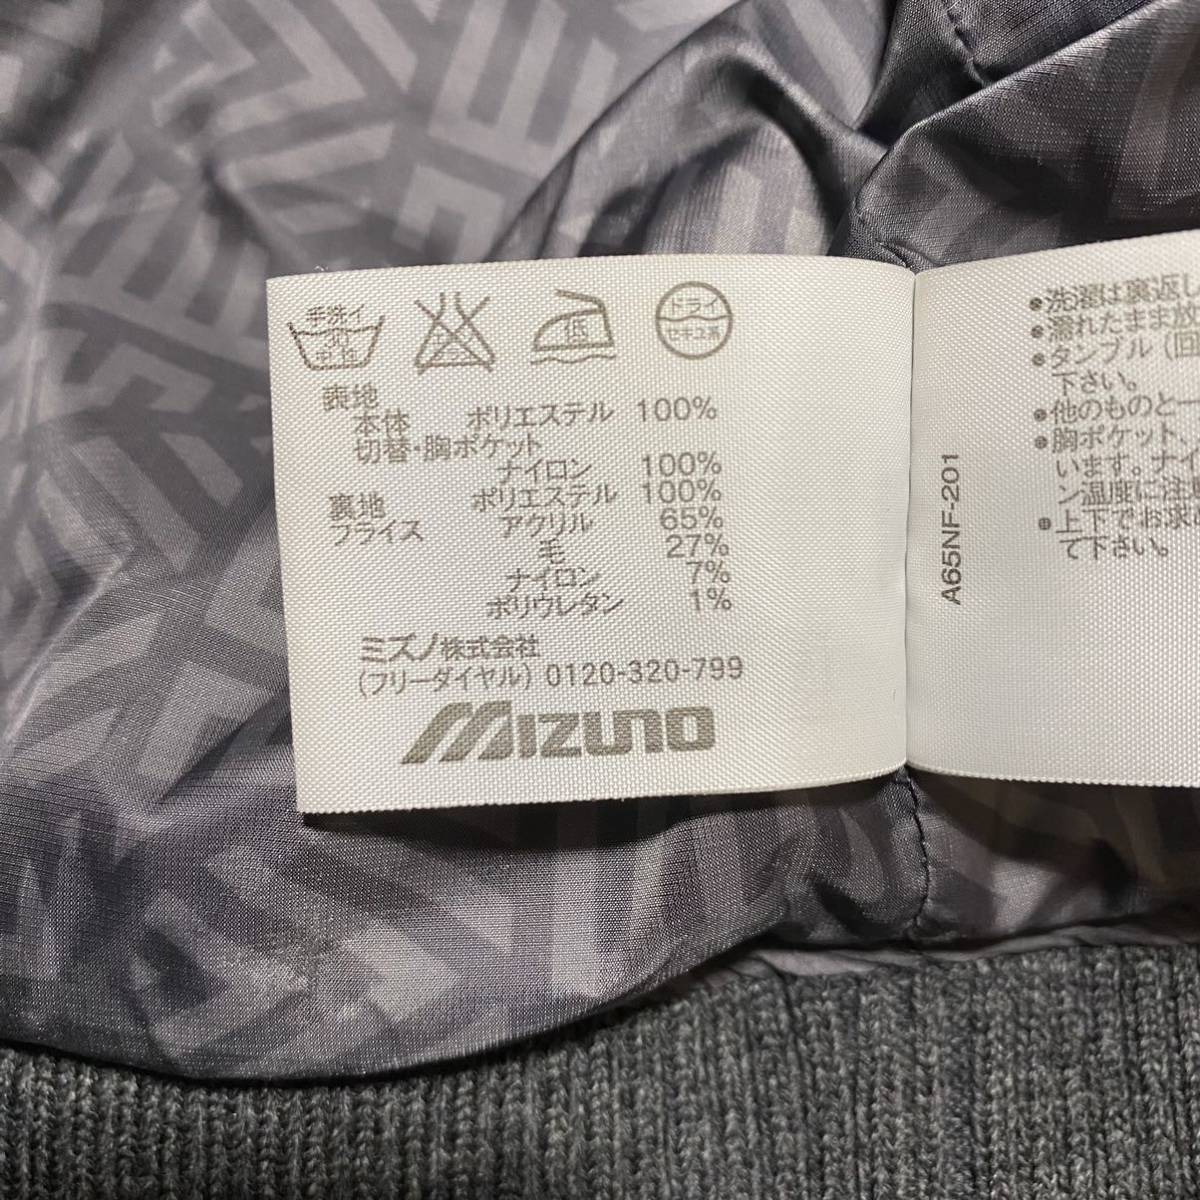 手洗イ
30
中性
低
ドライ
セキユ系
表地
本体 ポリエステル 100%
切替・胸ポケット
ナイロン 100%
裏地 ポリエステル 100%
フライス アクリル 65%
毛 27%
ナイロン 7%
ポリウレタン 1%
ミズノ株式会社
(フリーダイヤル) 0120-320-799
MIZUNO
A65NF-201
●洗濯は裏返し
●濡れたまま放
●タンブル (回
下さい。
●他のものと一
●胸ポケット、
います。ナイ
ン温度に注
●上下でお求
て下さい。